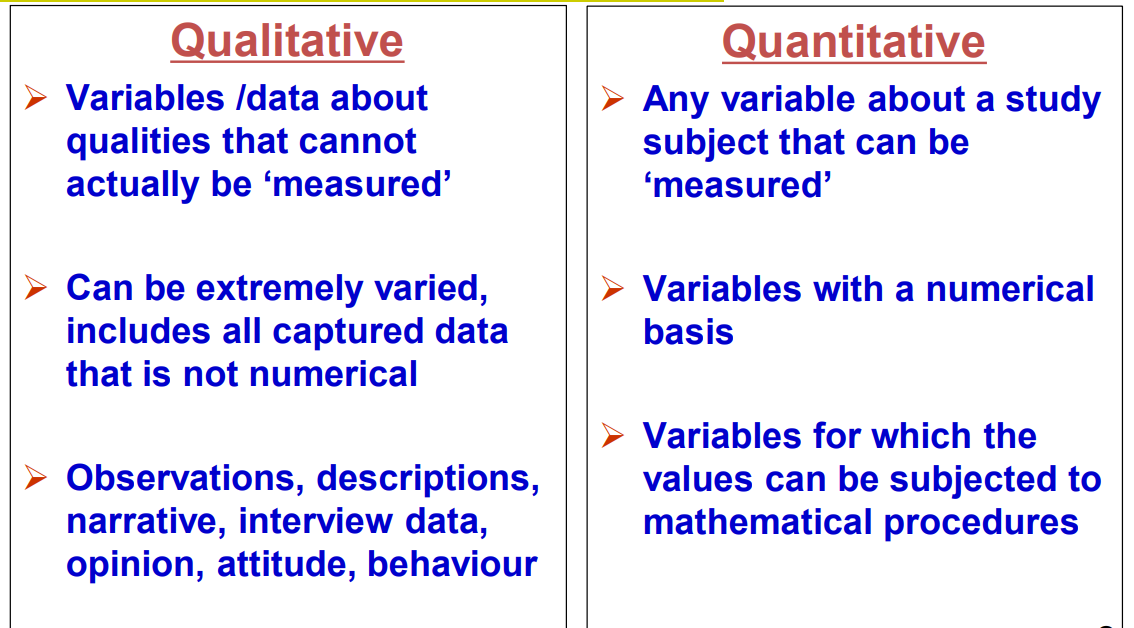 Qualitative
➢ Variables /data about
qualities that cannot
actually be ‘measured’
➢ Can be extremely varied,
includes all captured data
that is not numerical
➢ Observations, descriptions,
narrative, interview data,
opinion, attitude, behaviour
Quantitative
➢ Any variable about a study
subject that can be
‘measured’
➢ Variables with a numerical
basis
➢ Variables for which the
values can be subjected to
mathematical procedures